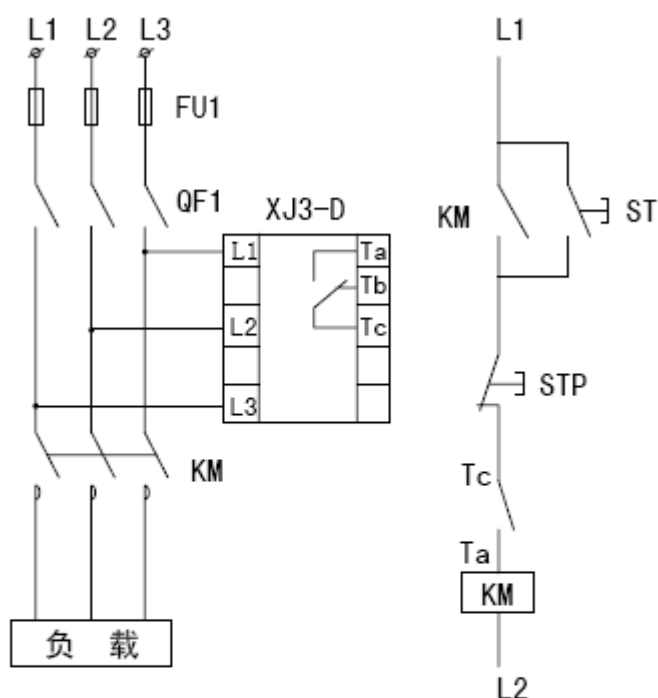 L1 L2 L3
L1
FU1
QF1
XJ3-D
KM
ST
L1
Ta
Tb
L2
Tc
L3
STP
KM
Tc
Ta
KM
负 载
L2